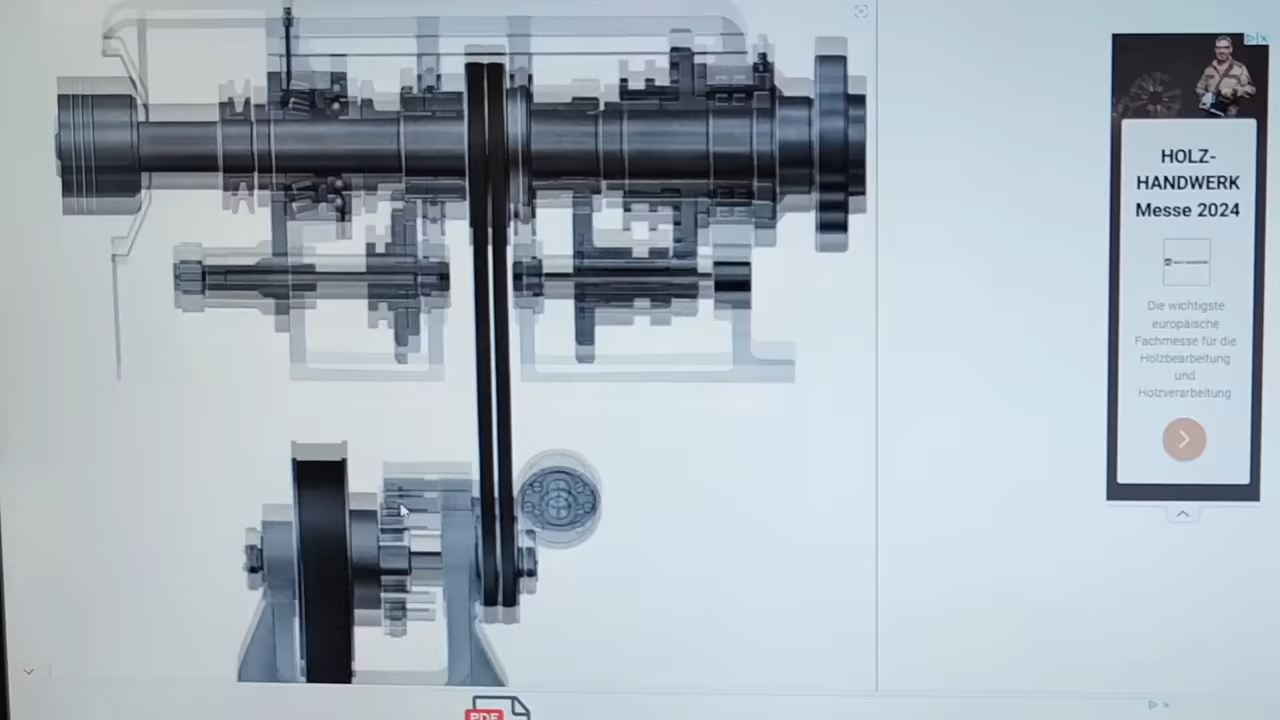 HOLZ-
HANDWERK
Messe 2024
Die wichtigste
europäische
Fachmesse für die
Holzbearbeitung
und
Holzverarbeitung
PDF